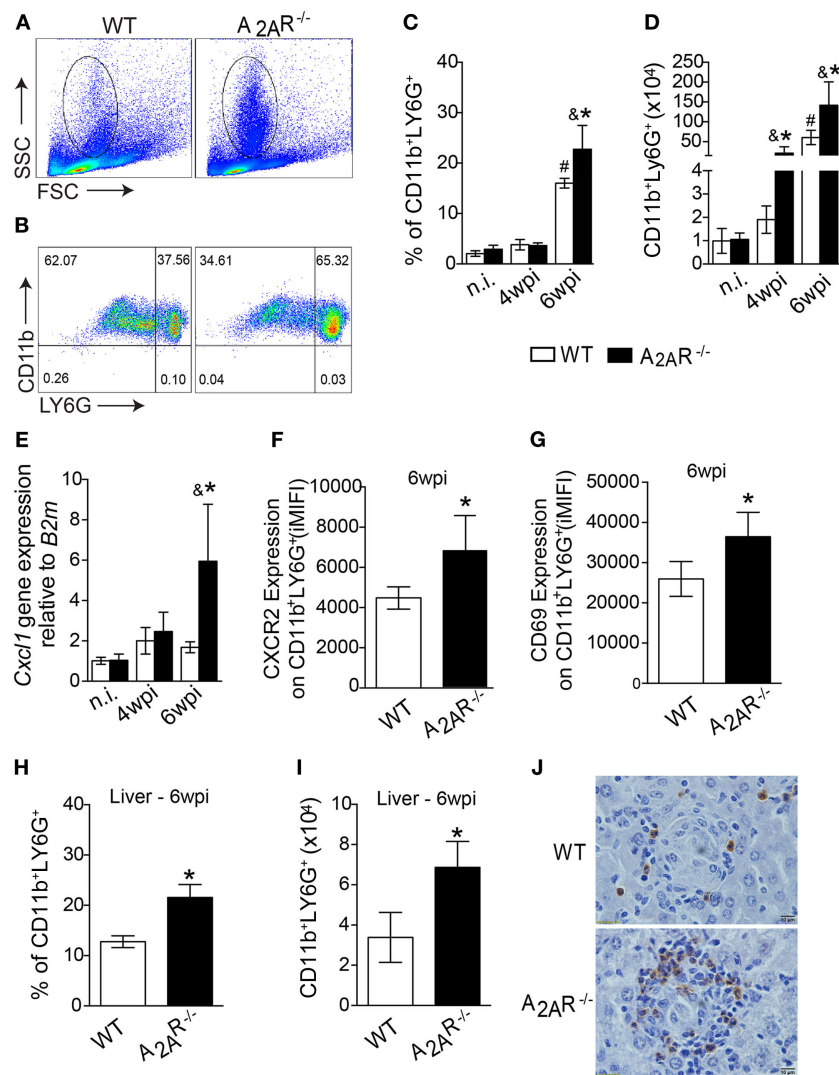 A
WT
A2AR-/-
SSC
FSC
B
62.07
37.56
34.61
65.32
0.26
0.10
0.04
0.03
CD11b
LY6G
C
% of CD11b+LY6G+
40
30
20
10
0
#
&*
n.i.
4wpi
6wpi
D
CD11b+Ly6G+ (x10⁴)
250
200
150
100
50
4
3
2
1
0
&*
#
&*
n.i.
4wpi
6wpi
WT
A2AR-/-
E
Cxcl1 gene expression
relative to B2m
10
8
6
4
2
0
&*
n.i.
4wpi
6wpi
F
6wpi
CXCR2 Expression
on CD11b+LY6G+(iMIFI)
10000
8000
6000
4000
2000
0
*
WT
A2AR-/-
G
6wpi
CD69 Expression
on CD11b+LY6G+(iMIFI)
50000
40000
30000
20000
10000
0
*
WT
A2AR-/-
H
Liver - 6wpi
% of CD11b+LY6G+
40
30
20
10
0
*
WT
A2AR-/-
I
Liver - 6wpi
CD11b+LY6G+ (x10⁴)
8
6
4
2
0
*
WT
A2AR-/-
J
WT
10 µm
A2AR-/-
10 µm